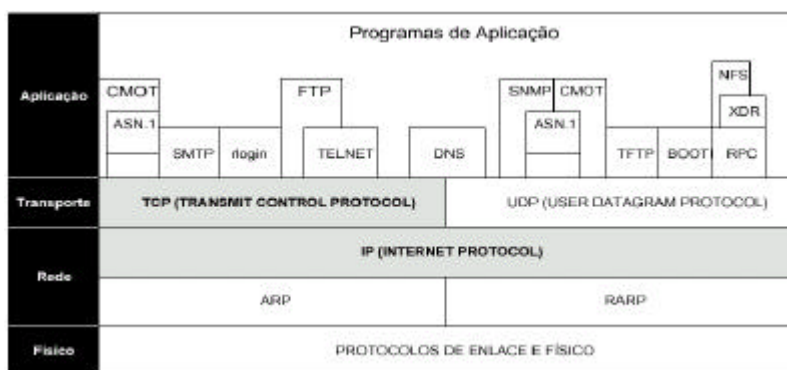 Programas de Aplicação
Aplicação
CMOT
ASN.1
SMTP
rlogin
FTP
TELNET
DNS
SNMP
CMOT
ASN.1
TFTP
BOOT
NFS
XDR
RPC
Transporte
TCP (TRANSMIT CONTROL PROTOCOL)
UDP (USER DATAGRAM PROTOCOL)
Rede
IP (INTERNET PROTOCOL)
ARP
RARP
Físico
PROTOCOLOS DE ENLACE E FÍSICO